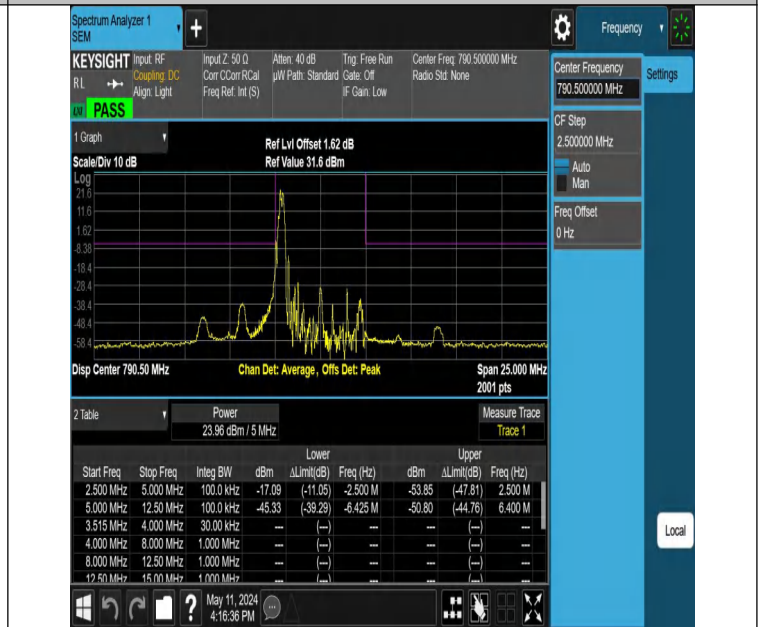 Spectrum Analyzer 1
SEM
Frequency
KEYSIGHT
RL
Input: RF
Coupling: DC
Align: Light
Input Z: 50 Ω
Corr CCorr RCal
Freq Ref: Int (S)
Atten: 40 dB
µW Path: Standard
Trig: Free Run
Gate: Off
IF Gain: Low
Center Freq: 790.500000 MHz
Radio Std: None
LXI
PASS
Center Frequency
790.500000 MHz
Settings
CF Step
2.500000 MHz
Auto
Man
Freq Offset
0 Hz
1 Graph
Scale/Div 10 dB
Ref Lvl Offset 1.62 dB
Ref Value 31.6 dBm
Log
21.6
11.6
1.62
-8.38
-18.4
-28.4
-38.4
-48.4
-58.4
Disp Center 790.50 MHz
Chan Det: Average, Offs Det: Peak
Span 25.000 MHz
2001 pts
2 Table
Power
23.96 dBm / 5 MHz
Measure Trace
Trace 1
Lower Upper
Start Freq Stop Freq Integ BW dBm ΔLimit(dB) Freq (Hz) dBm ΔLimit(dB) Freq (Hz)
2.500 MHz 5.000 MHz 100.0 kHz -17.09 (-11.05) -2.500 M -53.85 (-47.81) 2.500 M
5.000 MHz 12.50 MHz 100.0 kHz -45.33 (-39.29) -6.425 M -50.80 (-44.76) 6.400 M
3.515 MHz 4.000 MHz 30.00 kHz --- (---) --- --- (---) ---
4.000 MHz 8.000 MHz 1.000 MHz --- (---) --- --- (---) ---
8.000 MHz 12.50 MHz 1.000 MHz --- (---) --- --- (---) ---
12.50 MHz 15.00 MHz 1.000 MHz --- (---) --- --- (---) ---
Local
?
May 11, 2024
4:16:36 PM